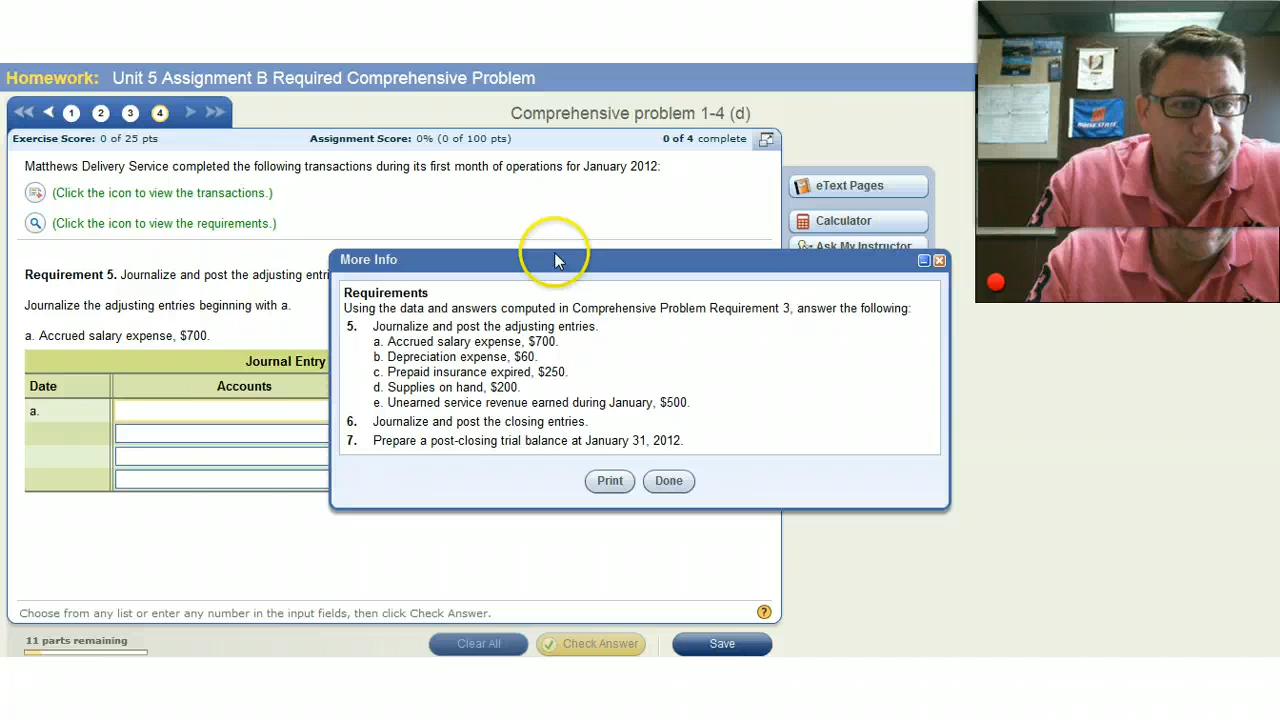 Homework: Unit 5 Assignment B Required Comprehensive Problem
1 2 3 4
Comprehensive problem 1-4 (d)
Exercise Score: 0 of 25 pts Assignment Score: 0% (0 of 100 pts) 0 of 4 complete
Matthews Delivery Service completed the following transactions during its first month of operations for January 2012:
(Click the icon to view the transactions.)
(Click the icon to view the requirements.)
eText Pages
Calculator
Ask My Instructor
Requirement 5. Journalize and post the adjusting entri
Journalize the adjusting entries beginning with a.
a. Accrued salary expense, $700.
Journal Entry
Date Accounts
a.
More Info
Requirements
Using the data and answers computed in Comprehensive Problem Requirement 3, answer the following:
5. Journalize and post the adjusting entries.
a. Accrued salary expense, $700.
b. Depreciation expense, $60.
c. Prepaid insurance expired, $250.
d. Supplies on hand, $200.
e. Unearned service revenue earned during January, $500.
6. Journalize and post the closing entries.
7. Prepare a post-closing trial balance at January 31, 2012.
Print Done
Choose from any list or enter any number in the input fields, then click Check Answer.
?
11 parts remaining
Clear All Check Answer Save
BOISE STATE